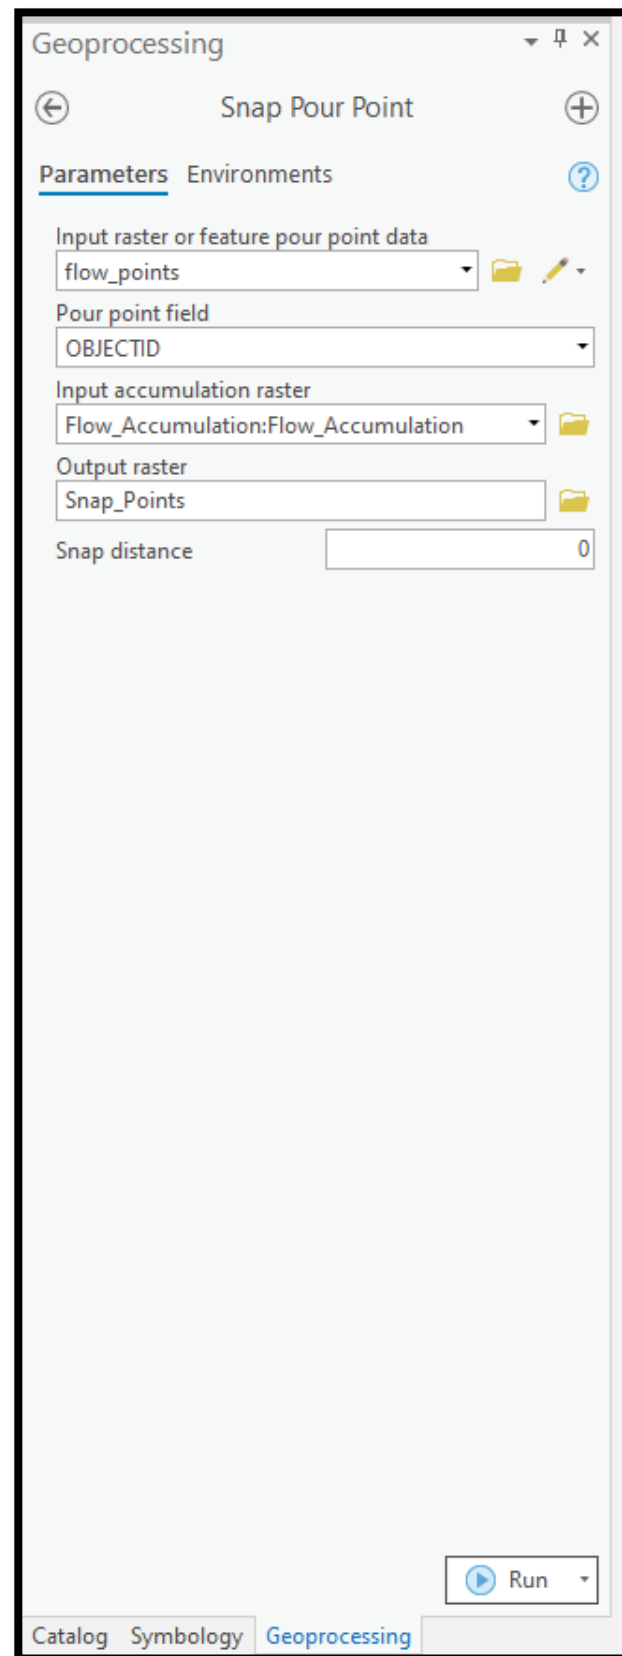 Geoprocessing
Snap Pour Point
Parameters Environments
Input raster or feature pour point data
flow_points
Pour point field
OBJECTID
Input accumulation raster
Flow_Accumulation:Flow_Accumulation
Output raster
Snap_Points
Snap distance 0
Run
Catalog Symbology Geoprocessing